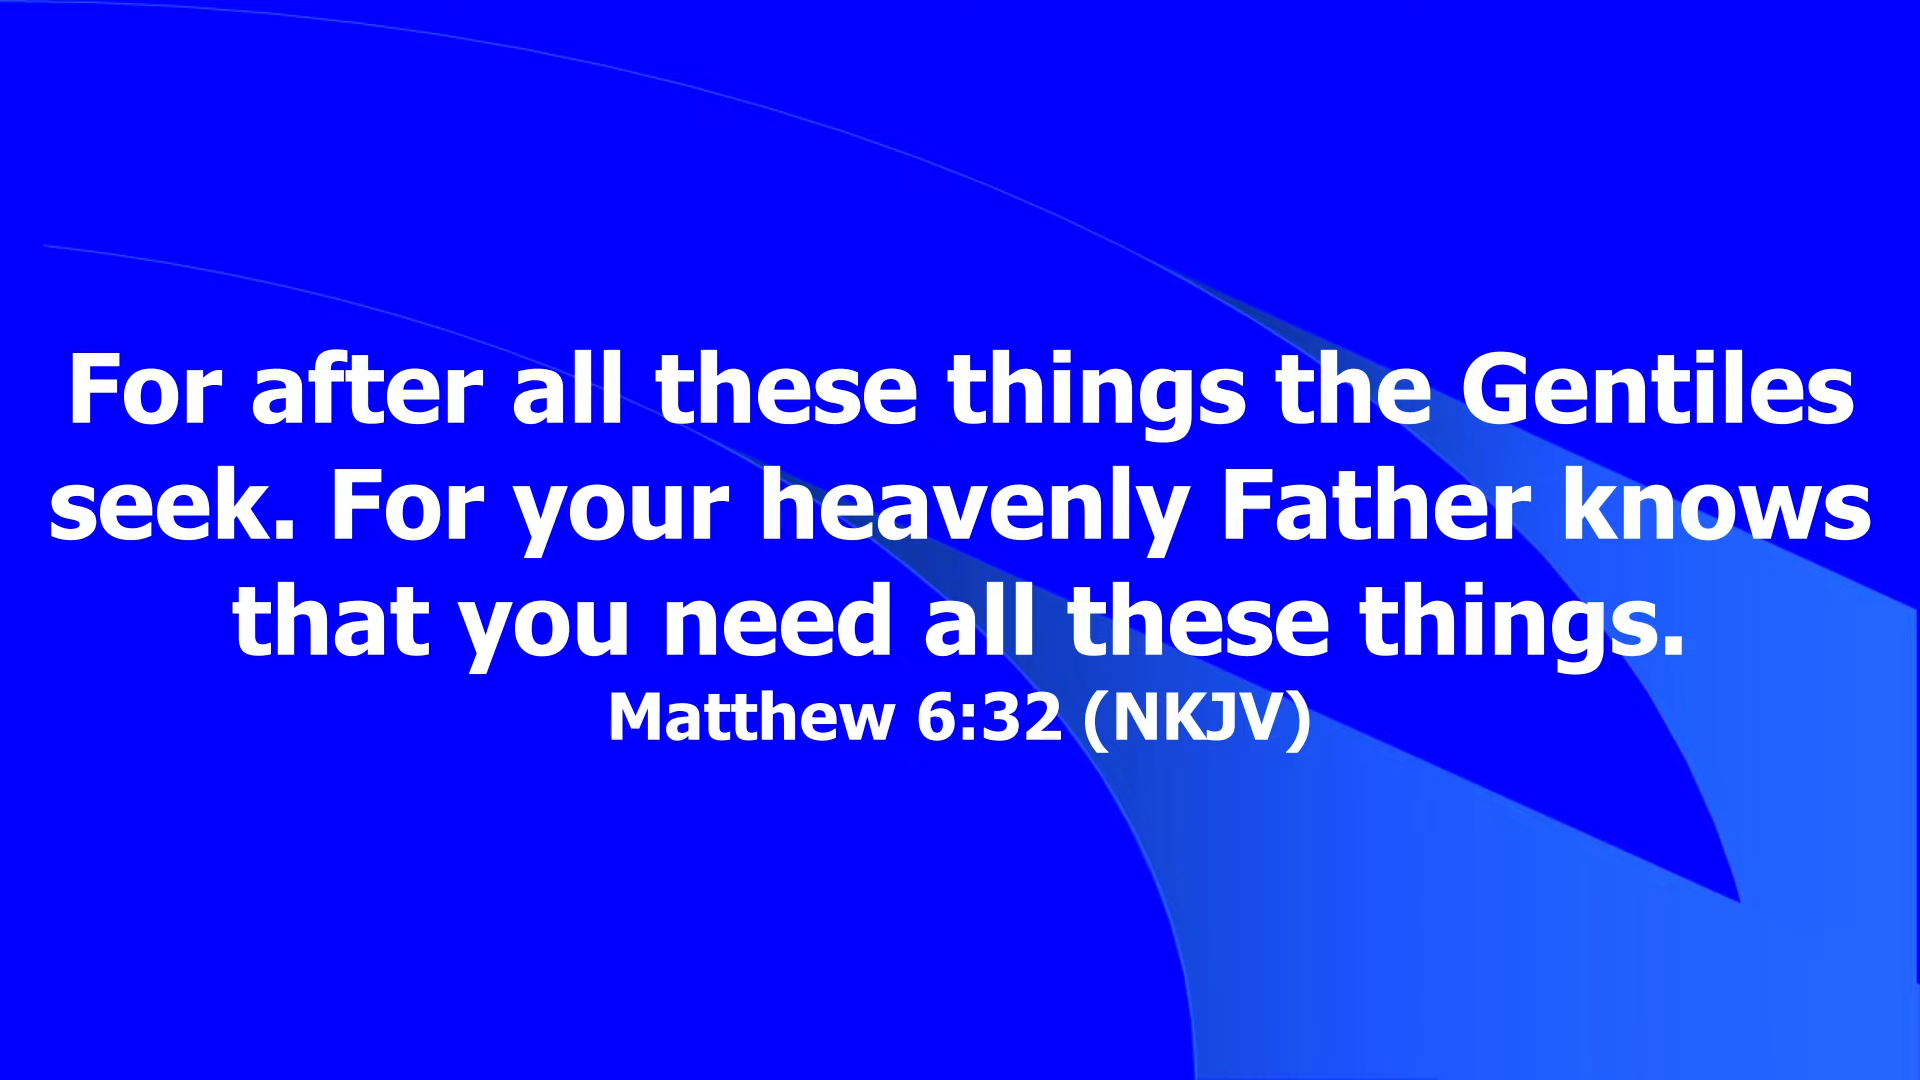 For after all these things the Gentiles
seek. For your heavenly Father knows
that you need all these things.
Matthew 6:32 (NKJV)